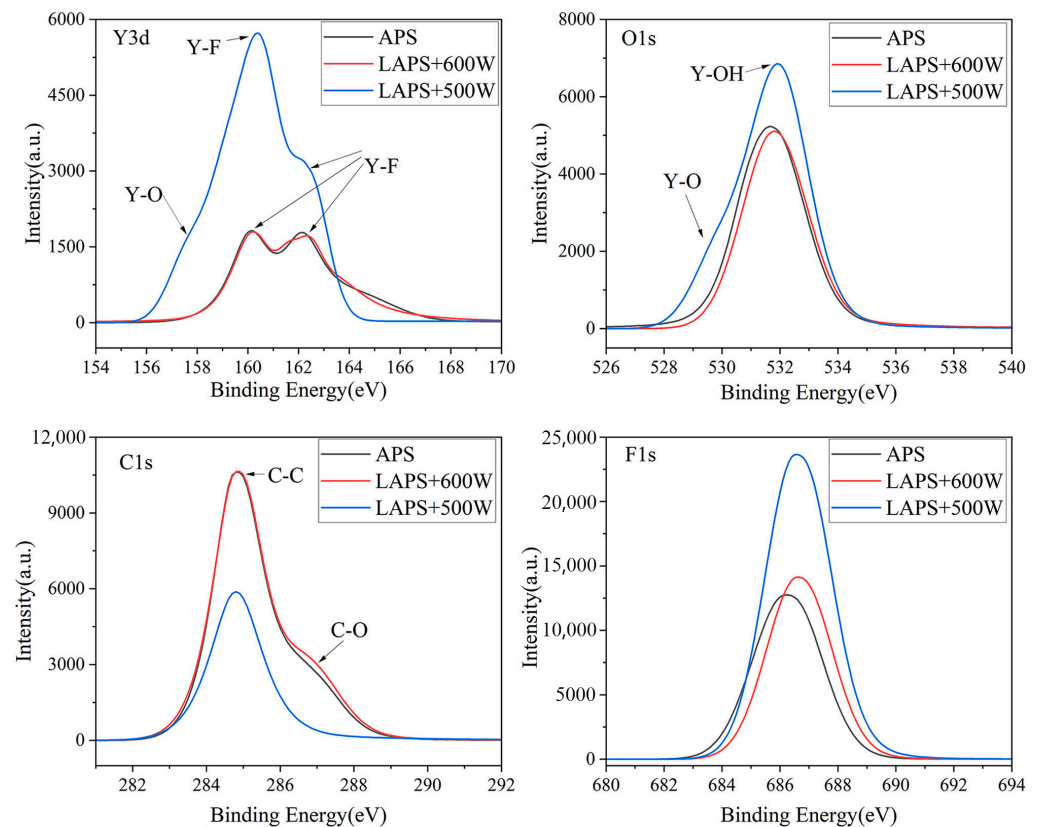 Y3d
Y-F
APS
LAPS+600W
LAPS+500W
Y-F
Y-O
6000
4500
3000
1500
0
Intensity(a.u.)
154 156 158 160 162 164 166 168 170
Binding Energy(eV)
O1s
APS
LAPS+600W
LAPS+500W
Y-OH
Y-O
8000
6000
4000
2000
0
Intensity(a.u.)
526 528 530 532 534 536 538 540
Binding Energy(eV)
C1s
APS
LAPS+600W
LAPS+500W
C-C
C-O
12,000
9000
6000
3000
0
Intensity(a.u.)
282 284 286 288 290 292
Binding Energy(eV)
F1s
APS
LAPS+600W
LAPS+500W
25,000
20,000
15,000
10,000
5000
0
Intensity(a.u.)
680 682 684 686 688 690 692 694
Binding Energy(eV)